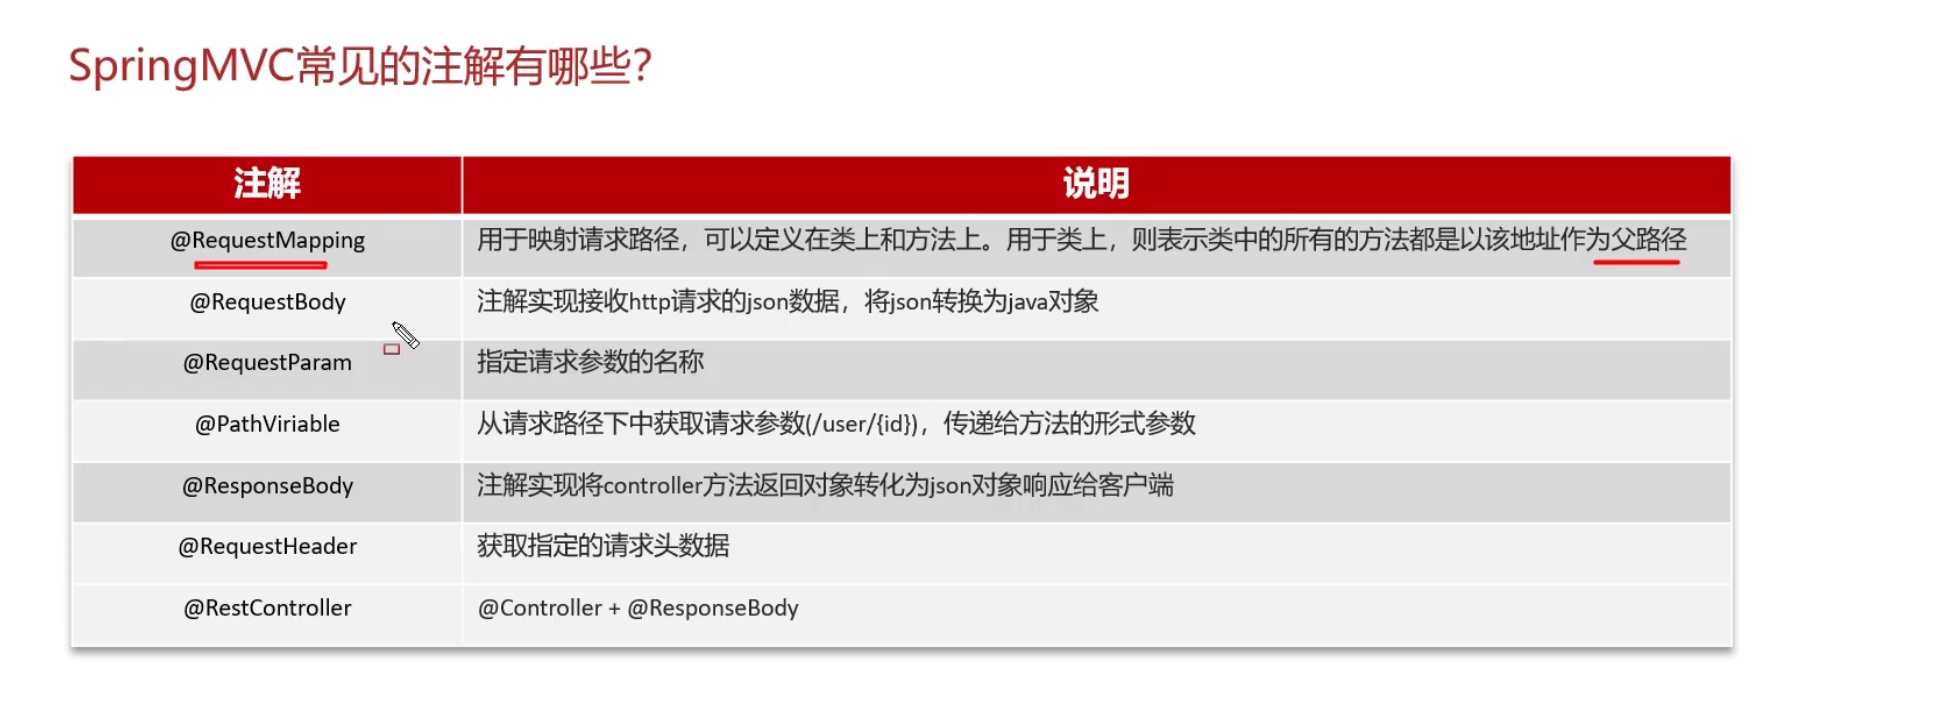 SpringMVC常见的注解有哪些？
注解 说明
@RequestMapping 用于映射请求路径，可以定义在类上和方法上。用于类上，则表示类中的所有的方法都是以该地址作为父路径
@RequestBody 注解实现接收http请求的json数据，将json转换为java对象
@RequestParam 指定请求参数的名称
@PathViriable 从请求路径下中获取请求参数(/user/{id})，传递给方法的形式参数
@ResponseBody 注解实现将controller方法返回对象转化为json对象响应给客户端
@RequestHeader 获取指定的请求头数据
@RestController @Controller + @ResponseBody